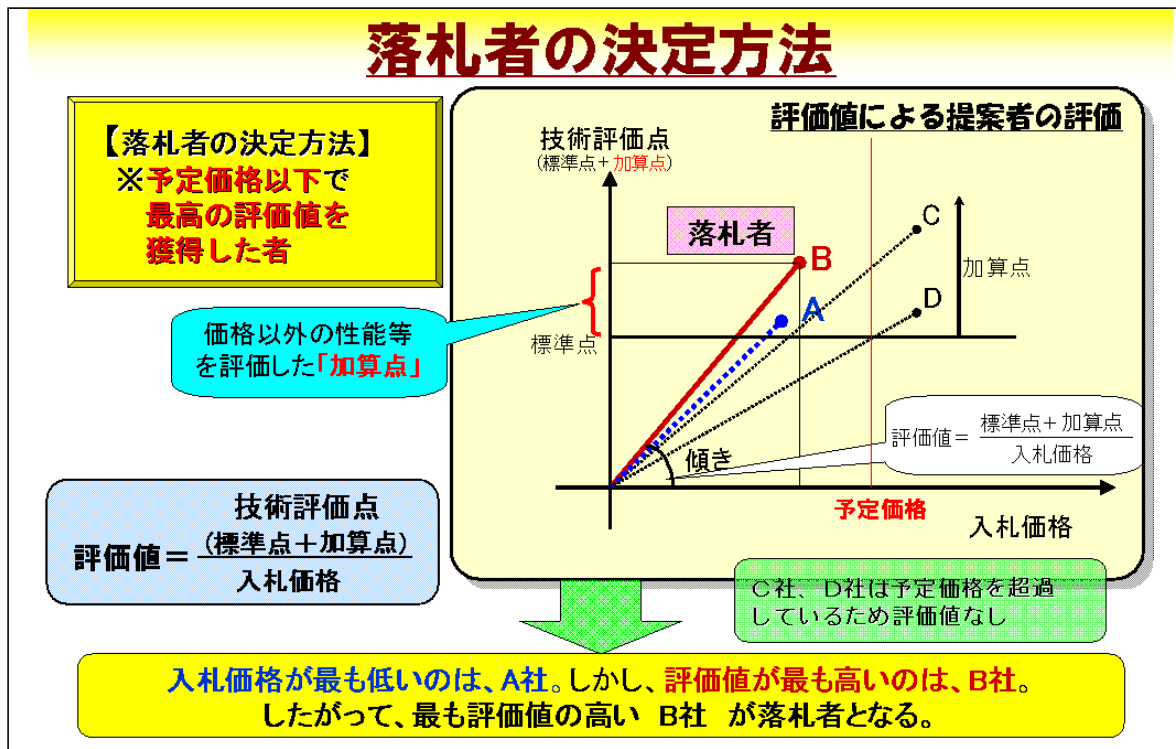 落札者の決定方法
【落札者の決定方法】
※予定価格以下で
最高の評価値を
獲得した者
評価値による提案者の評価
技術評価点
(標準点+加算点)
落札者
C
B
加算点
A
D
標準点
価格以外の性能等
を評価した「加算点」
評価値= 標準点+加算点
入札価格
傾き
予定価格
入札価格
技術評価点
評価値= (標準点+加算点)
入札価格
C社、D社は予定価格を超過
しているため評価値なし
入札価格が最も低いのは、A社。しかし、評価値が最も高いのは、B社。
したがって、最も評価値の高い B社 が落札者となる。